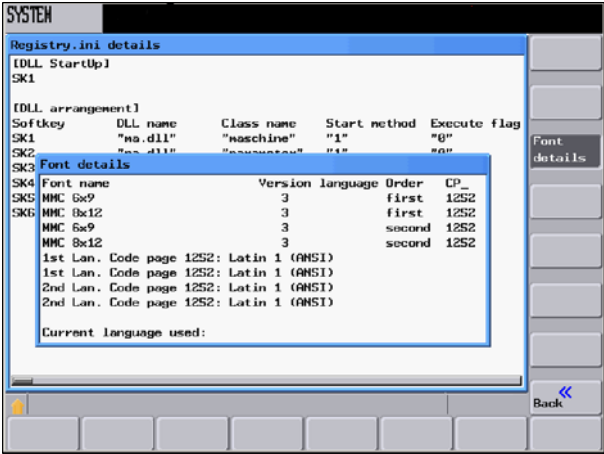 SYSTEM
Registry.ini details
[DLL StartUp]
SK1
[DLL arrangement]
Softkey DLL name Class name Start method Execute flag
SK1 "ma.dll" "maschine" "1" "0"
SK2 "ma.dll" "parameter" "1" "0"
SK3
SK4
SK5
SK6
Font details
Font name Version language Order CP_
MMC 6x9 3 first 1252
MMC 8x12 3 first 1252
MMC 6x9 3 second 1252
MMC 8x12 3 second 1252
1st Lan. Code page 1252: Latin 1 (ANSI)
1st Lan. Code page 1252: Latin 1 (ANSI)
2nd Lan. Code page 1252: Latin 1 (ANSI)
2nd Lan. Code page 1252: Latin 1 (ANSI)
Current language used:
Font
details
Back